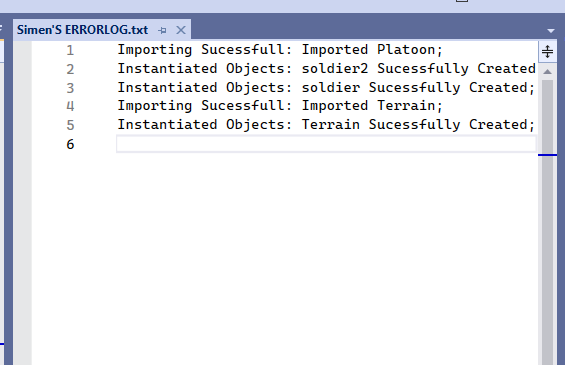 Simen'S ERRORLOG.txt
1 Importing Sucessfull: Imported Platoon;
2 Instantiated Objects: soldier2 Sucessfully Created
3 Instantiated Objects: soldier Sucessfully Created;
4 Importing Sucessfull: Imported Terrain;
5 Instantiated Objects: Terrain Sucessfully Created;
6